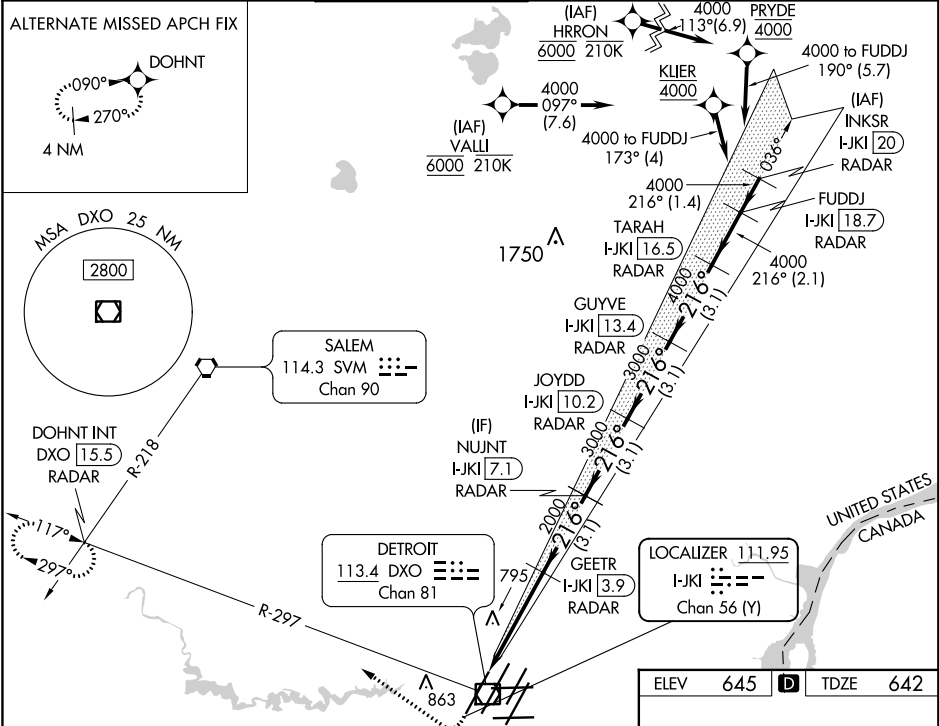 ALTERNATE MISSED APCH FIX
DOHNT
090°
270°
4 NM
(IAF)
HRRON
6000 210K
4000
113°(6.9)
PRYDE
4000
4000 to FUDDJ
190° (5.7)
KLIER
4000
4000
097°
(7.6)
(IAF)
VALLI
6000 210K
4000 to FUDDJ
173° (4)
(IAF)
INKSR
I-JKI 20
RADAR
036°
4000
216° (1.4)
FUDDJ
I-JKI 18.7
RADAR
TARAH
I-JKI 16.5
RADAR
4000
216° (2.1)
1750
MSA DXO 25 NM
2800
4000
216°
(3.1)
GUYVE
I-JKI 13.4
RADAR
3000
216°
(3.1)
SALEM
114.3 SVM
Chan 90
JOYDD
I-JKI 10.2
RADAR
3000
216°
(3.1)
(IF)
NUJNT
I-JKI 7.1
RADAR
DOHNT INT
DXO 15.5
RADAR
R-218
2000
216°
(3.1)
UNITED STATES
CANADA
117°
297°
DETROIT
113.4 DXO
Chan 81
795
GEETR
I-JKI 3.9
RADAR
LOCALIZER 111.95
I-JKI
Chan 56 (Y)
R-297
863
ELEV 645 D TDZE 642